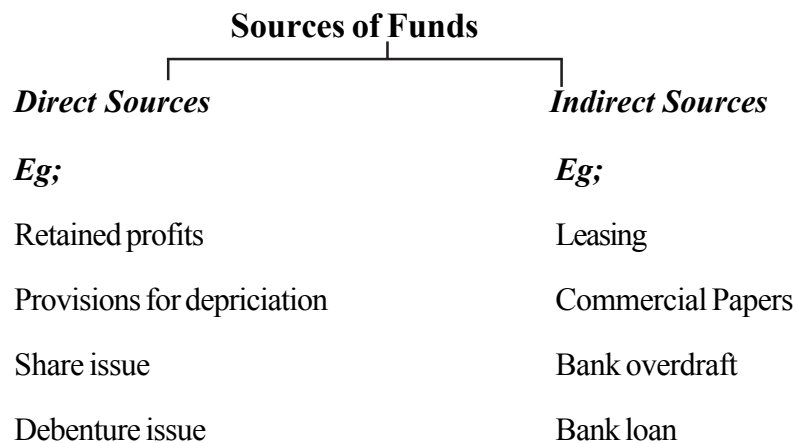 Sources of Funds
Direct Sources
Eg;
Retained profits
Provisions for depriciation
Share issue
Debenture issue
Indirect Sources
Eg;
Leasing
Commercial Papers
Bank overdraft
Bank loan